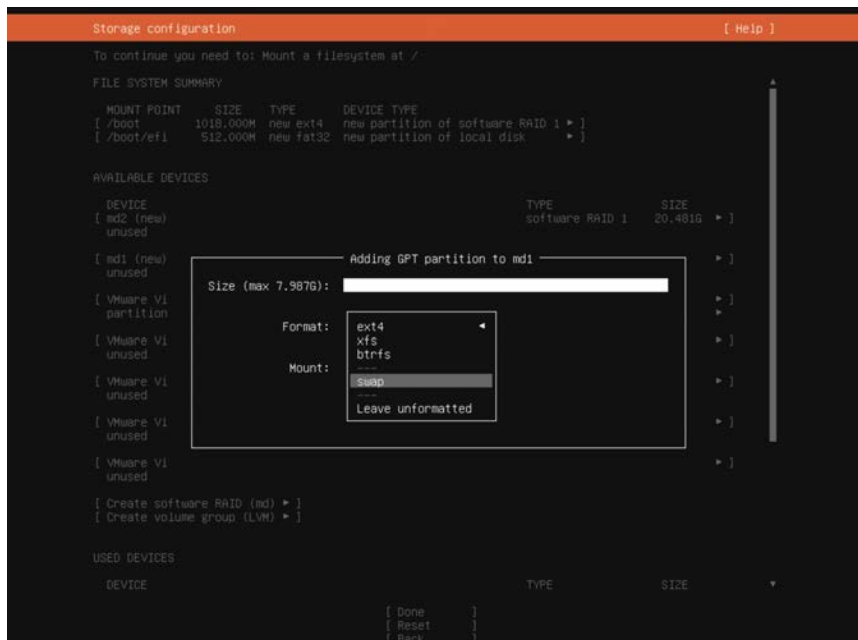 Storage configuration [ Help ]
To continue you need to: Mount a filesystem at /
FILE SYSTEM SUMMARY
MOUNT POINT SIZE TYPE DEVICE TYPE
[ /boot 1018.000M new ext4 new partition of software RAID 1 ▸ ]
[ /boot/efi 512.000M new fat32 new partition of local disk ▸ ]
AVAILABLE DEVICES
DEVICE TYPE SIZE
[ md2 (new) software RAID 1 20.481G ▸ ]
unused
[ md1 (new) ▸ ]
unused
Adding GPT partition to md1
Size (max 7.987G):
Format:
ext4 ◂
xfs
btrfs
---
swap
---
Leave unformatted
Mount:
[ VMware Vi ▸ ]
partition ▸
[ VMware Vi ▸ ]
unused
[ VMware Vi ▸ ]
unused
[ VMware Vi ▸ ]
unused
[ VMware Vi ▸ ]
unused
[ Create software RAID (md) ▸ ]
[ Create volume group (LVM) ▸ ]
USED DEVICES
DEVICE TYPE SIZE
[ Done ]
[ Reset ]
[ Back ]